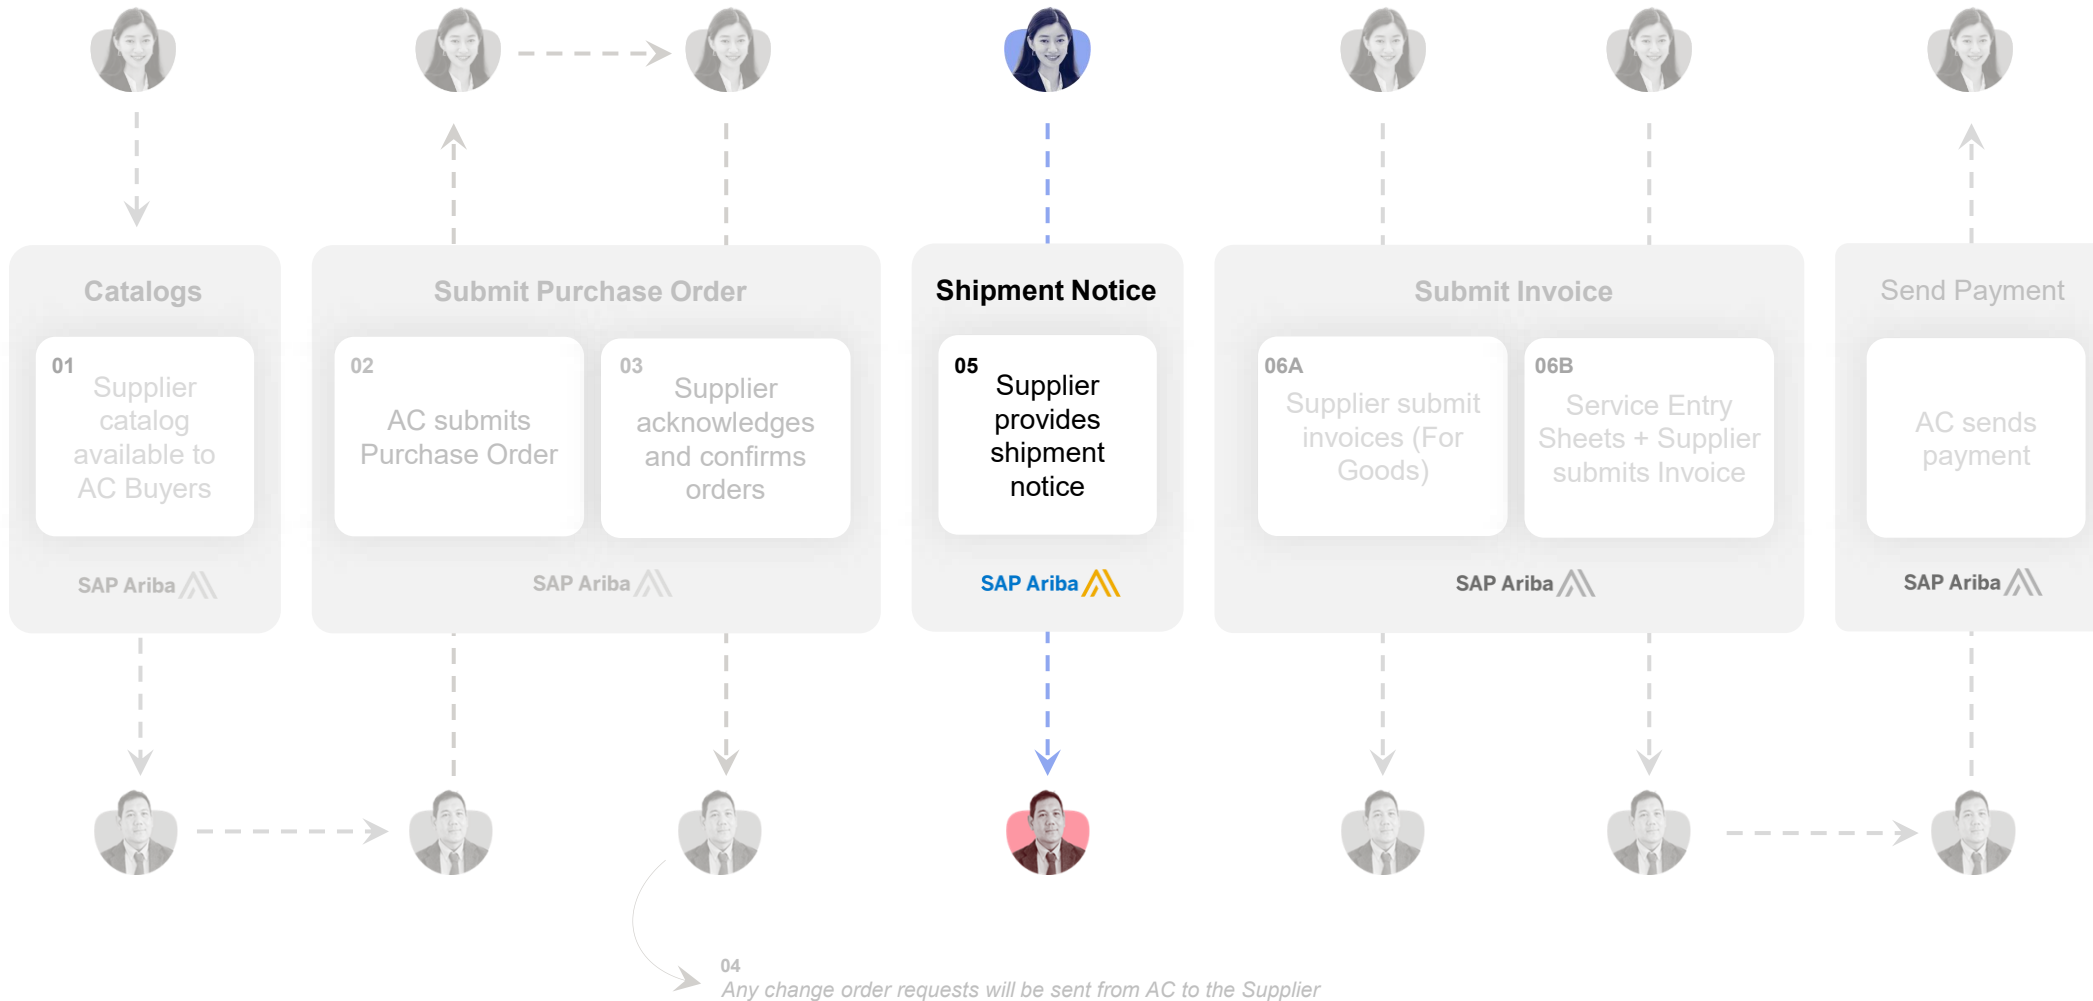 Catalogs
01
Supplier
catalog
available to
AC Buyers
SAP Ariba
Submit Purchase Order
02
AC submits
Purchase Order
03
Supplier
acknowledges
and confirms
orders
SAP Ariba
Shipment Notice
05
Supplier
provides
shipment
notice
SAP Ariba
Submit Invoice
06A
Supplier submit
invoices (For
Goods)
06B
Service Entry
Sheets + Supplier
submits Invoice
SAP Ariba
Send Payment
AC sends
payment
SAP Ariba
04
Any change order requests will be sent from AC to the Supplier